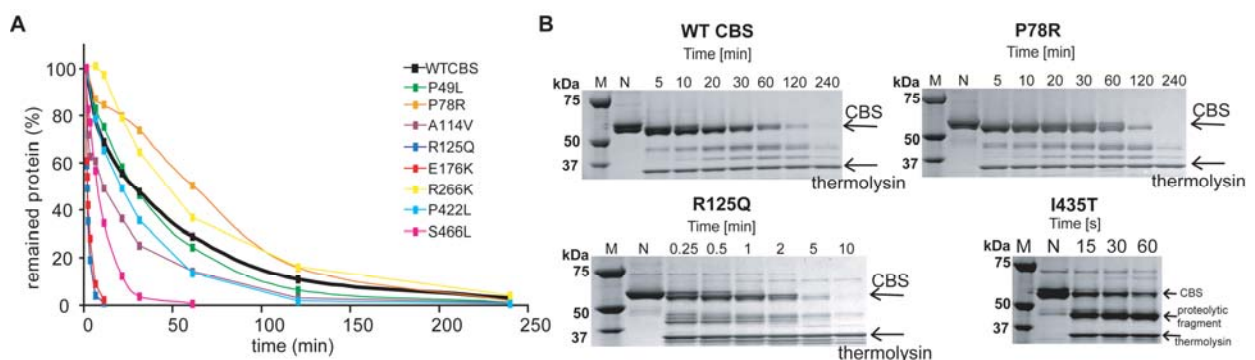 A
remained protein (%)
100
80
60
40
20
0
0 50 100 150 200 250
time (min)
WTCBS
P49L
P78R
A114V
R125Q
E176K
R266K
P422L
S466L
B
WT CBS
Time [min]
kDa M N 5 10 20 30 60 120 240
75
50
37
CBS
thermolysin
P78R
Time [min]
kDa M N 5 10 20 30 60 120 240
75
50
37
CBS
thermolysin
R125Q
Time [min]
kDa M N 0.25 0.5 1 2 5 10
75
50
37
CBS
thermolysin
I435T
Time [s]
kDa M N 15 30 60
75
50
37
CBS
proteolytic
fragment
thermolysin